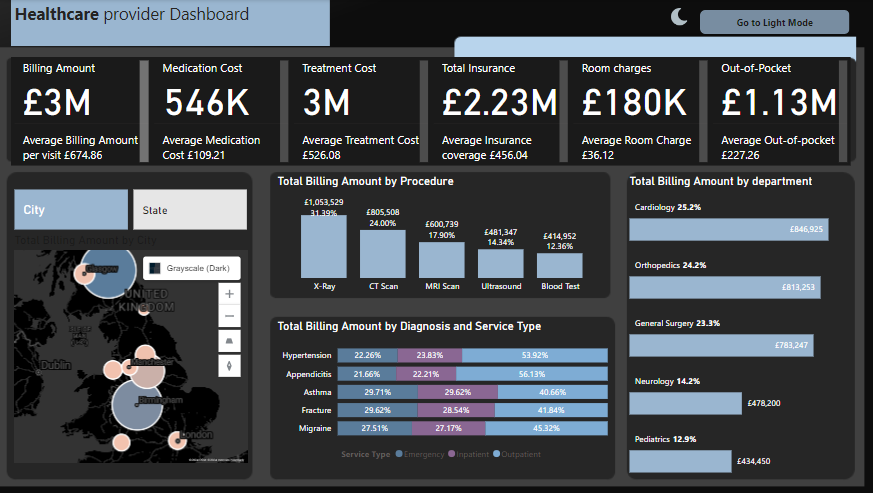 Healthcare provider Dashboard
Go to Light Mode
Billing Amount
£3M
Average Billing Amount
per visit £674.86
Medication Cost
546K
Average Medication
Cost £109.21
Treatment Cost
3M
Average Treatment Cost
£526.08
Total Insurance
£2.23M
Average Insurance
coverage £456.04
Room charges
£180K
Average Room Charge
£36.12
Out-of-Pocket
£1.13M
Average Out-of-pocket
£227.26
City
State
Total Billing Amount by City
Grayscale (Dark)
Glasgow
UNITED
KINGDOM
Dublin
Manchester
Birmingham
London
Total Billing Amount by Procedure
£1,053,529
31.39%
£805,508
24.00%
£600,739
17.90%
£481,347
14.34%
£414,952
12.36%
X-Ray
CT Scan
MRI Scan
Ultrasound
Blood Test
Total Billing Amount by Diagnosis and Service Type
Hypertension 22.26% 23.83% 53.92%
Appendicitis 21.66% 22.21% 56.13%
Asthma 29.71% 29.62% 40.66%
Fracture 29.62% 28.54% 41.84%
Migraine 27.51% 27.17% 45.32%
Service Type Emergency Inpatient Outpatient
Total Billing Amount by department
Cardiology 25.2%
£846,925
Orthopedics 24.2%
£813,253
General Surgery 23.3%
£783,247
Neurology 14.2%
£478,200
Pediatrics 12.9%
£434,450